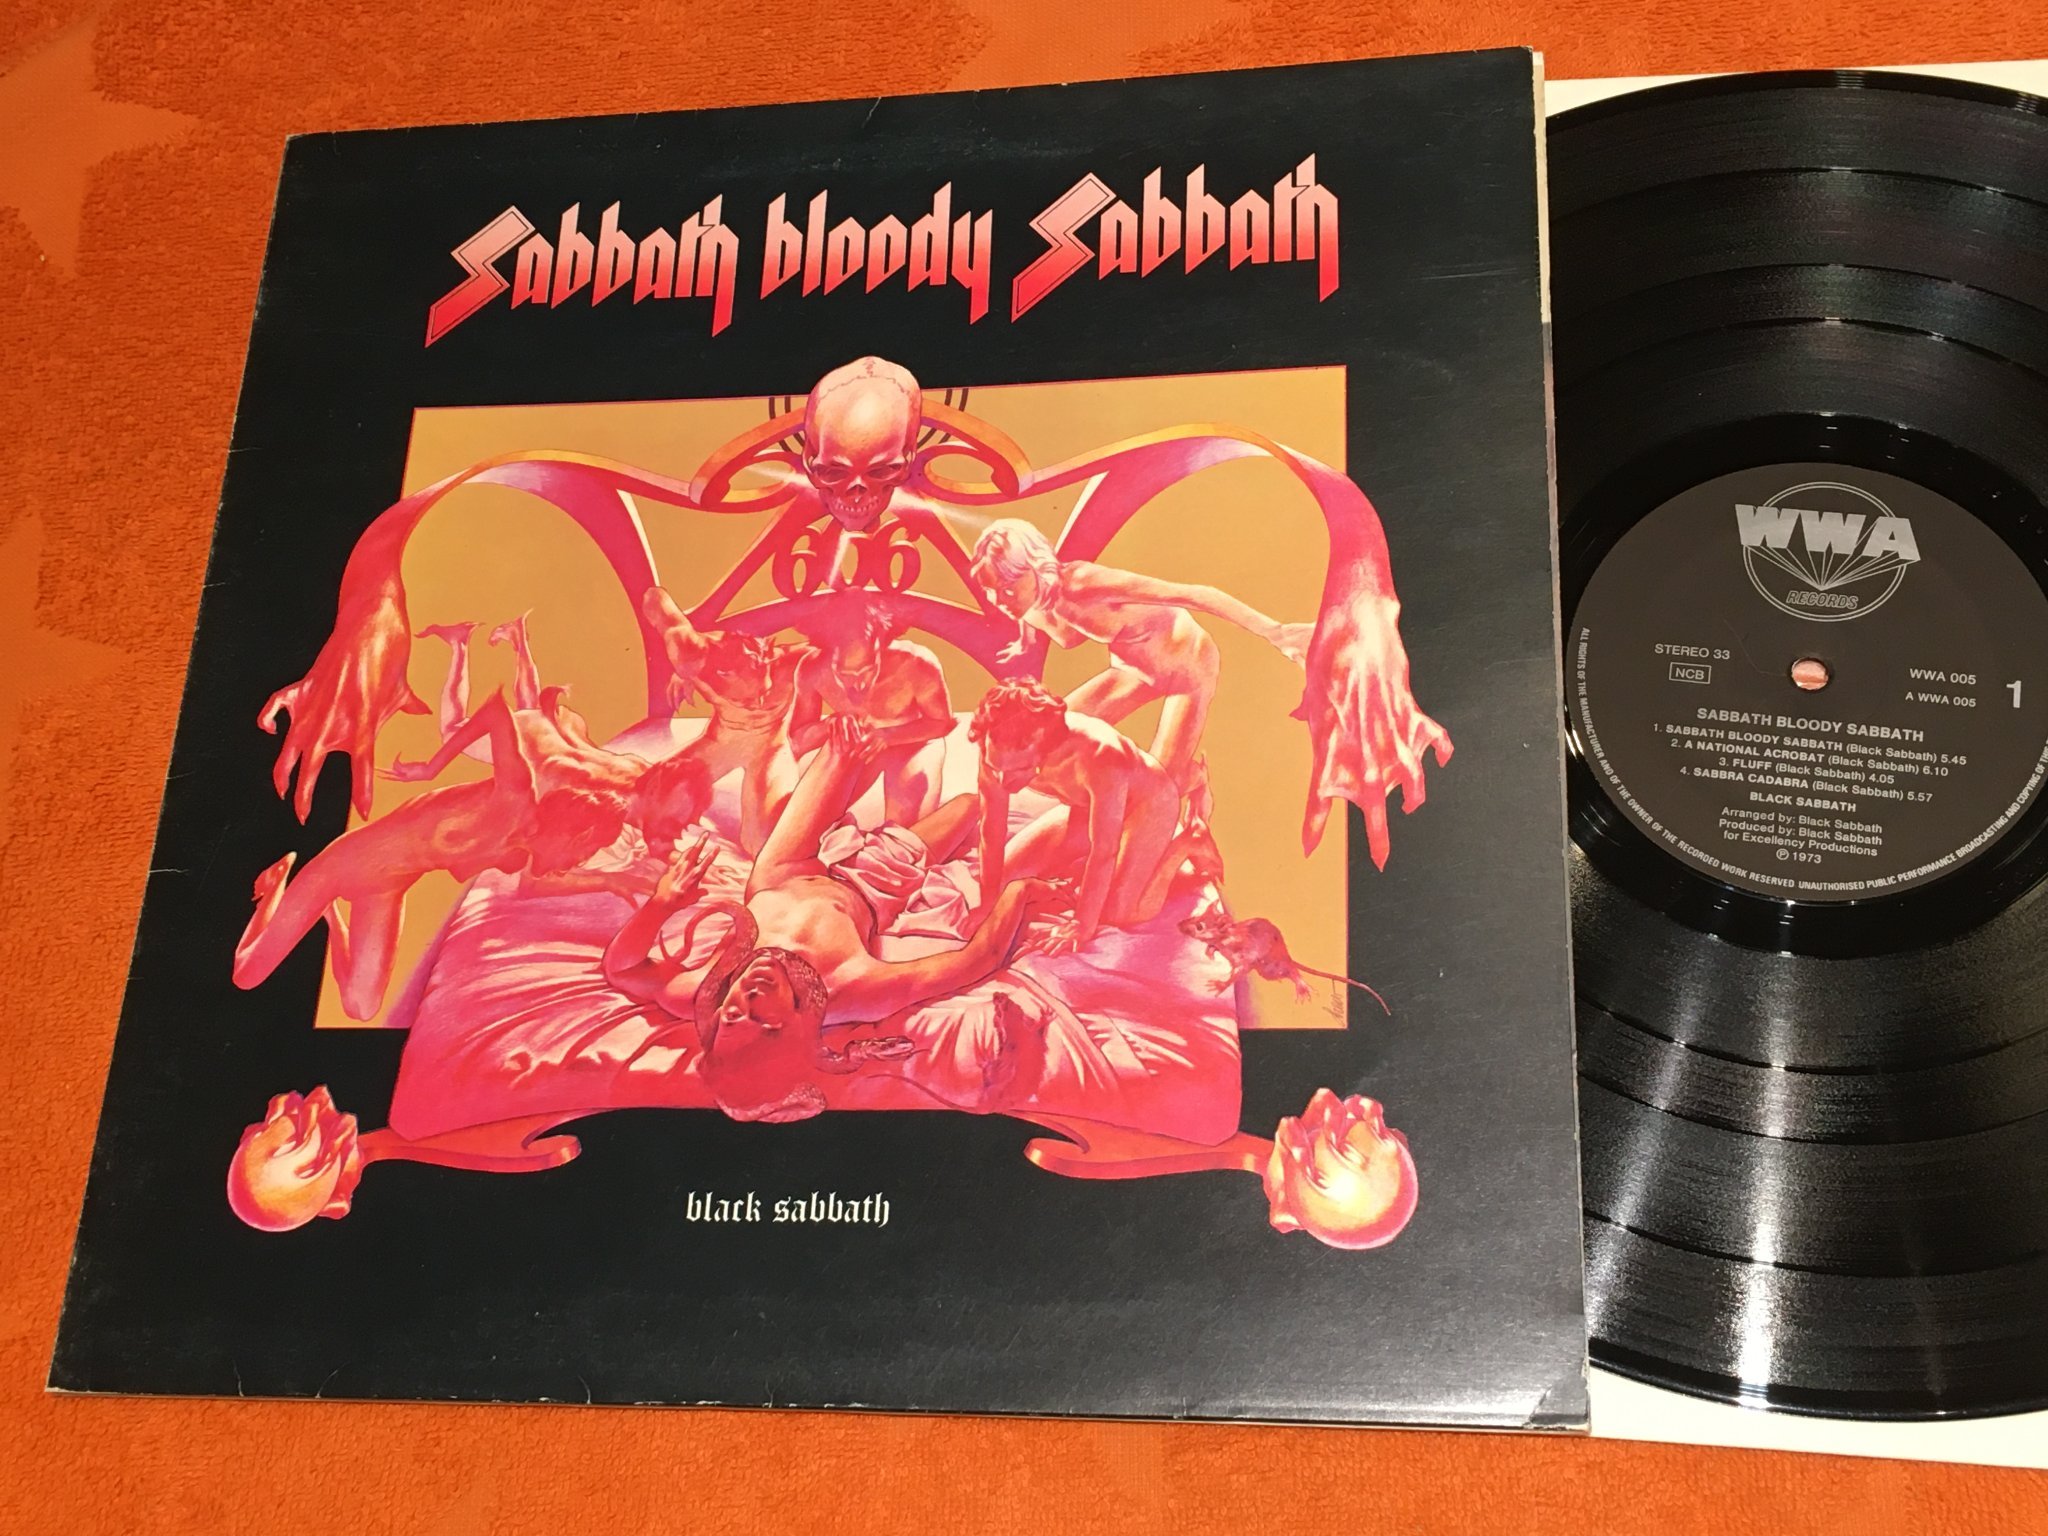 Sabbath bloody Sabbath
666
black sabbath
WWA
RECORDS
STEREO 33
NCB
WWA 005
A WWA 005
1
SABBATH BLOODY SABBATH
1. SABBATH BLOODY SABBATH (Black Sabbath) 5.45
2. A NATIONAL ACROBAT (Black Sabbath) 6.10
3. FLUFF (Black Sabbath) 4.05
4. SABBRA CADABRA (Black Sabbath) 5.57
BLACK SABBATH
Arranged by: Black Sabbath
Produced by: Black Sabbath
for Excellency Productions
℗ 1973
ALL RIGHTS OF THE MANUFACTURER AND OF THE OWNER OF THE RECORDED WORK RESERVED UNAUTHORISED PUBLIC PERFORMANCE BROADCASTING AND COPYING OF THIS